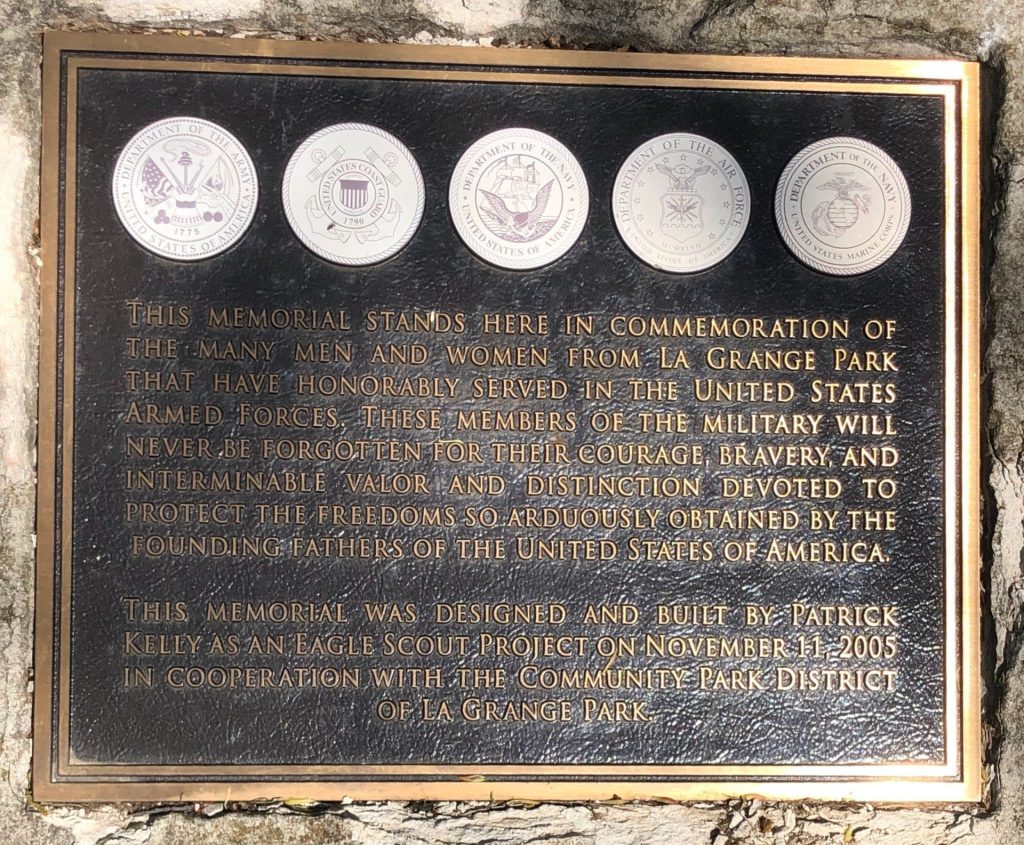 DEPARTMENT OF THE ARMY
1775
UNITED STATES OF AMERICA
UNITED STATES COAST GUARD
1790
DEPARTMENT OF THE NAVY
UNITED STATES OF AMERICA
DEPARTMENT OF THE AIR FORCE
MCMXLVII
UNITED STATES OF AMERICA
DEPARTMENT OF THE NAVY
UNITED STATES MARINE CORPS
THIS MEMORIAL STANDS HERE IN COMMEMORATION OF
THE MANY MEN AND WOMEN FROM LA GRANGE PARK
THAT HAVE HONORABLY SERVED IN THE UNITED STATES
ARMED FORCES. THESE MEMBERS OF THE MILITARY WILL
NEVER BE FORGOTTEN FOR THEIR COURAGE, BRAVERY, AND
INTERMINABLE VALOR AND DISTINCTION DEVOTED TO
PROTECT THE FREEDOMS SO ARDUOUSLY OBTAINED BY THE
FOUNDING FATHERS OF THE UNITED STATES OF AMERICA.
THIS MEMORIAL WAS DESIGNED AND BUILT BY PATRICK
KELLY AS AN EAGLE SCOUT PROJECT ON NOVEMBER 11, 2005
IN COOPERATION WITH THE COMMUNITY PARK DISTRICT
OF LA GRANGE PARK.